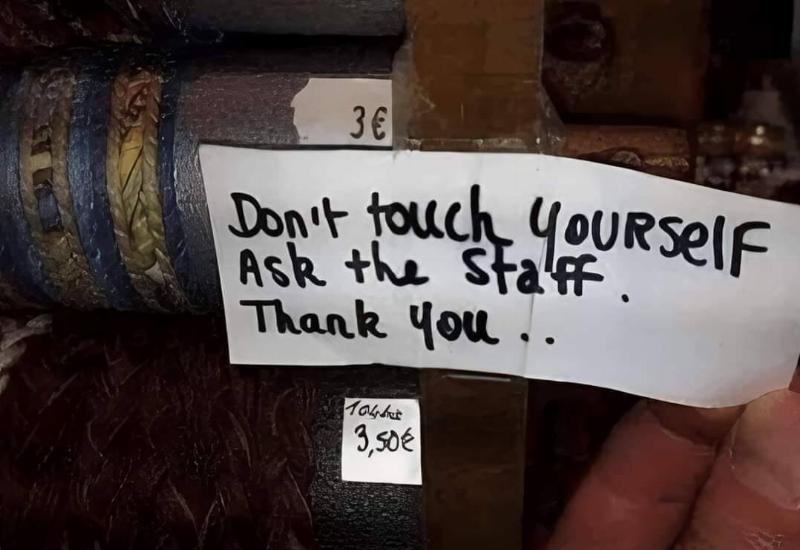 3€
Don't touch YOURSelF
Ask the Staff.
Thank you..
3,50€